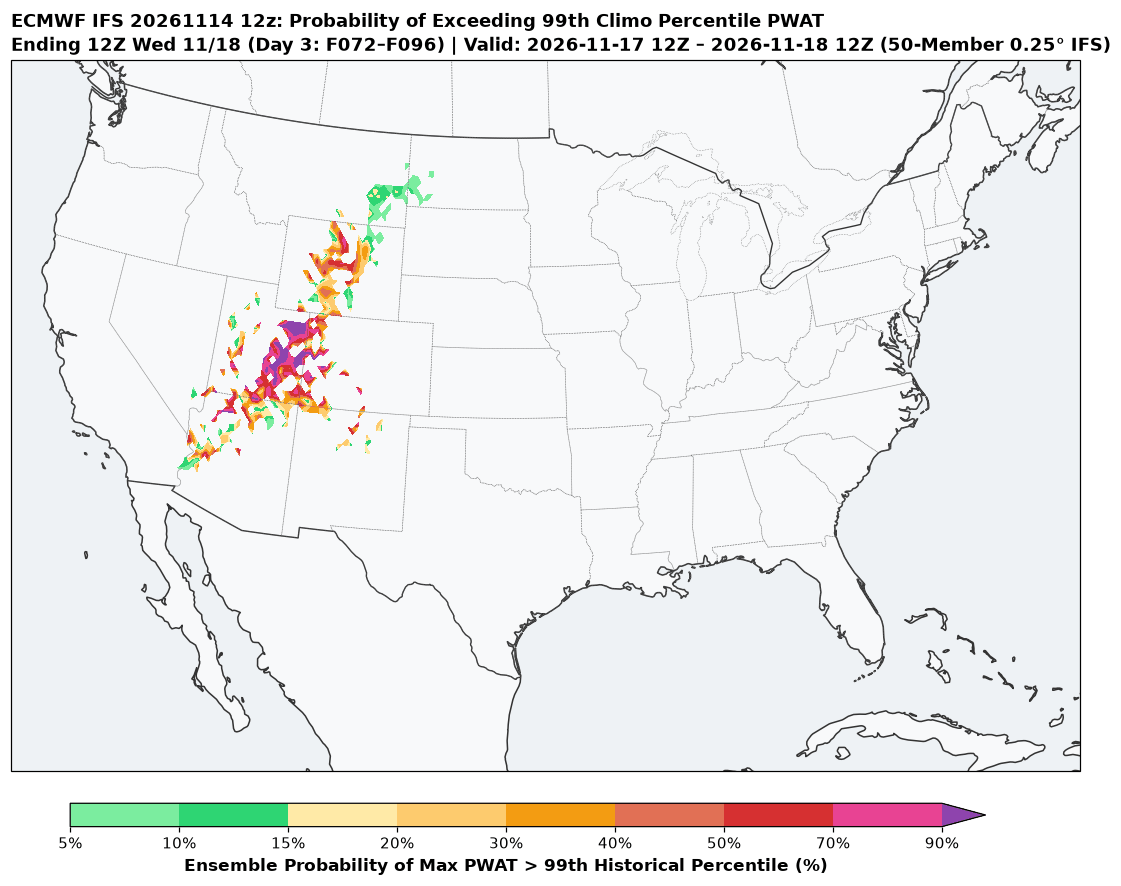 ECMWF IFS 20261114 12z: Probability of Exceeding 99th Climo Percentile PWAT
Ending 12Z Wed 11/18 (Day 3: F072–F096) | Valid: 2026-11-17 12Z – 2026-11-18 12Z (50-Member 0.25° IFS)
5% 10% 15% 20% 30% 40% 50% 70% 90%
Ensemble Probability of Max PWAT > 99th Historical Percentile (%)